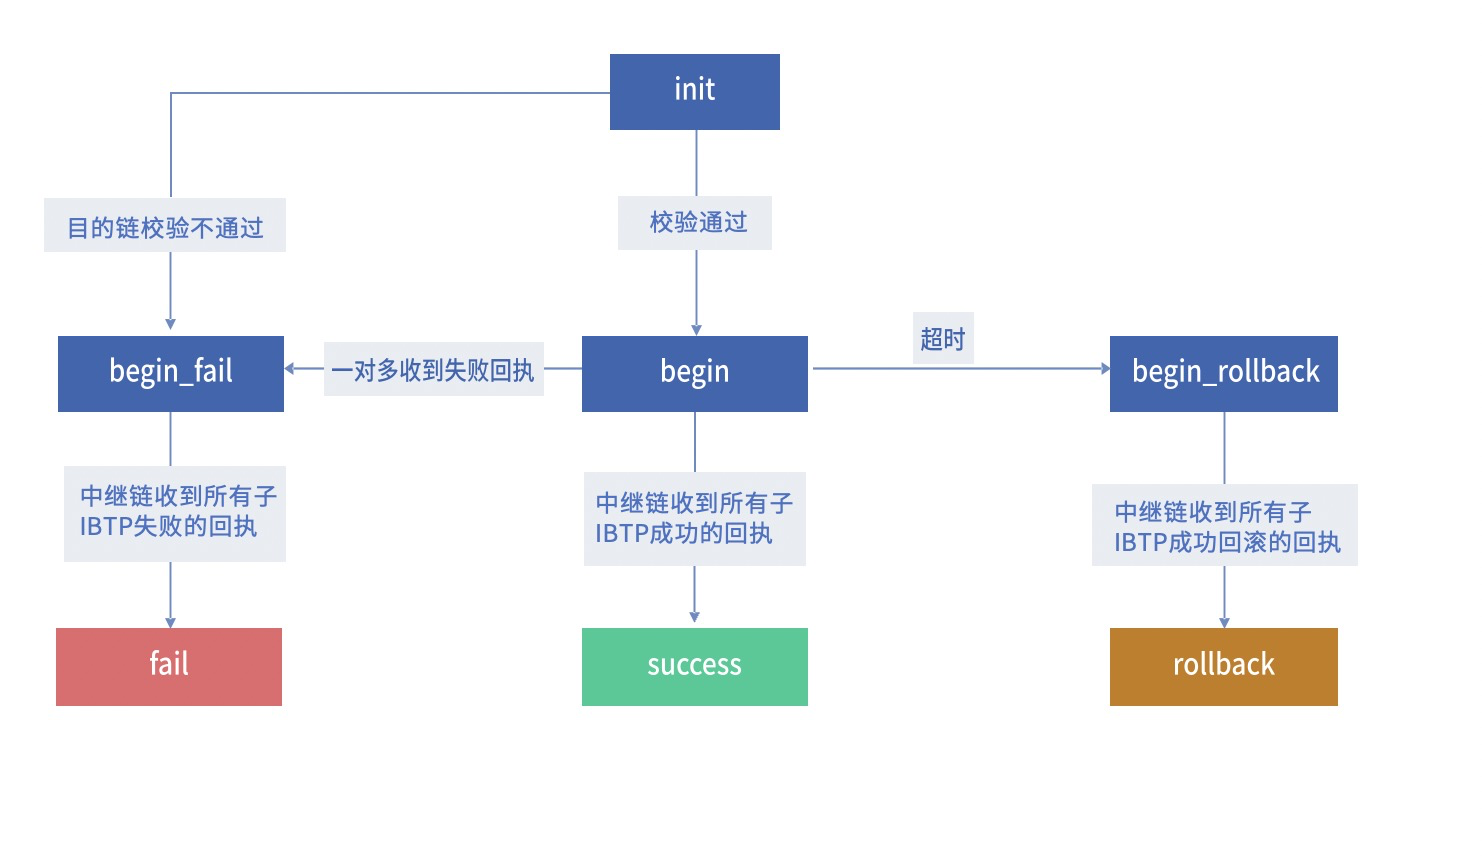 init
目的链校验不通过
校验通过
超时
begin_fail
一对多收到失败回执
begin
begin_rollback
中继链收到所有子
IBTP失败的回执
中继链收到所有子
IBTP成功的回执
中继链收到所有子
IBTP成功回滚的回执
fail
success
rollback